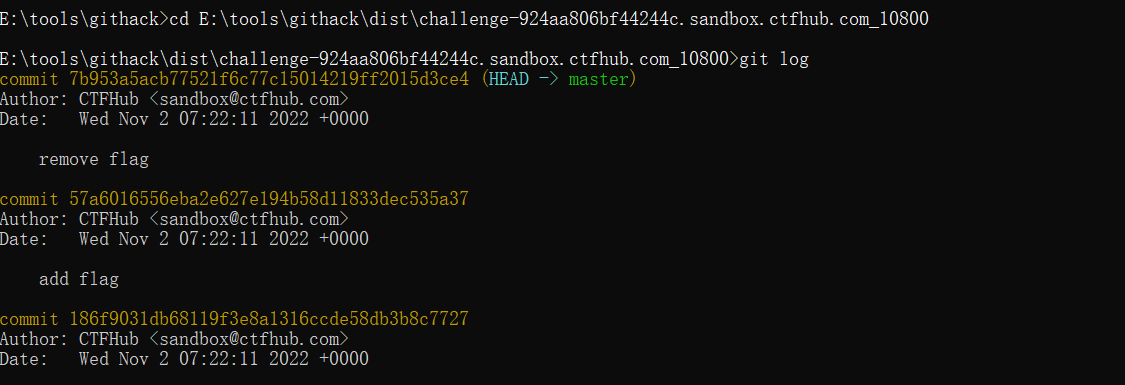 E:\tools\githack>cd E:\tools\githack\dist\challenge-924aa806bf44244c.sandbox.ctfhub.com_10800
E:\tools\githack\dist\challenge-924aa806bf44244c.sandbox.ctfhub.com_10800>git log
commit 7b953a5acb77521f6c77c15014219ff2015d3ce4 (HEAD -> master)
Author: CTFHub <sandbox@ctfhub.com>
Date:   Wed Nov 2 07:22:11 2022 +0000
remove flag
commit 57a6016556eba2e627e194b58d11833dec535a37
Author: CTFHub <sandbox@ctfhub.com>
Date:   Wed Nov 2 07:22:11 2022 +0000
add flag
commit 186f9031db68119f3e8a1316ccde58db3b8c7727
Author: CTFHub <sandbox@ctfhub.com>
Date:   Wed Nov 2 07:22:11 2022 +0000